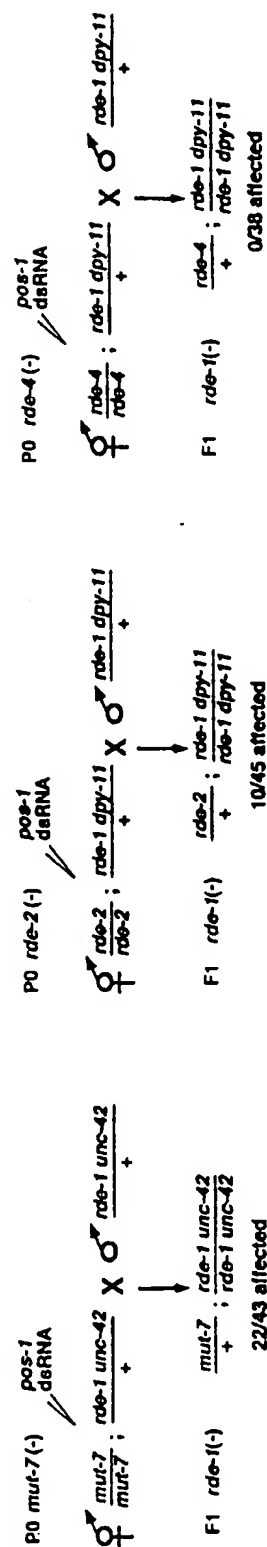 P0 mut-7(-)
pos-1
dsRNA
mut-7
mut-7
;
rde-1 unc-42
+
X
rde-1 unc-42
+
F1 rde-1(-)
mut-7
+
;
rde-1 unc-42
rde-1 unc-42
22/43 affected
P0 rde-2(-)
pos-1
dsRNA
rde-2
rde-2
;
rde-1 dpy-11
+
X
rde-1 dpy-11
+
F1 rde-1(-)
rde-2
+
;
rde-1 dpy-11
rde-1 dpy-11
10/45 affected
P0 rde-4(-)
pos-1
dsRNA
rde-4
rde-4
;
rde-1 dpy-11
+
X
rde-1 dpy-11
+
F1 rde-1(-)
rde-4
+
;
rde-1 dpy-11
rde-1 dpy-11
0/38 affected